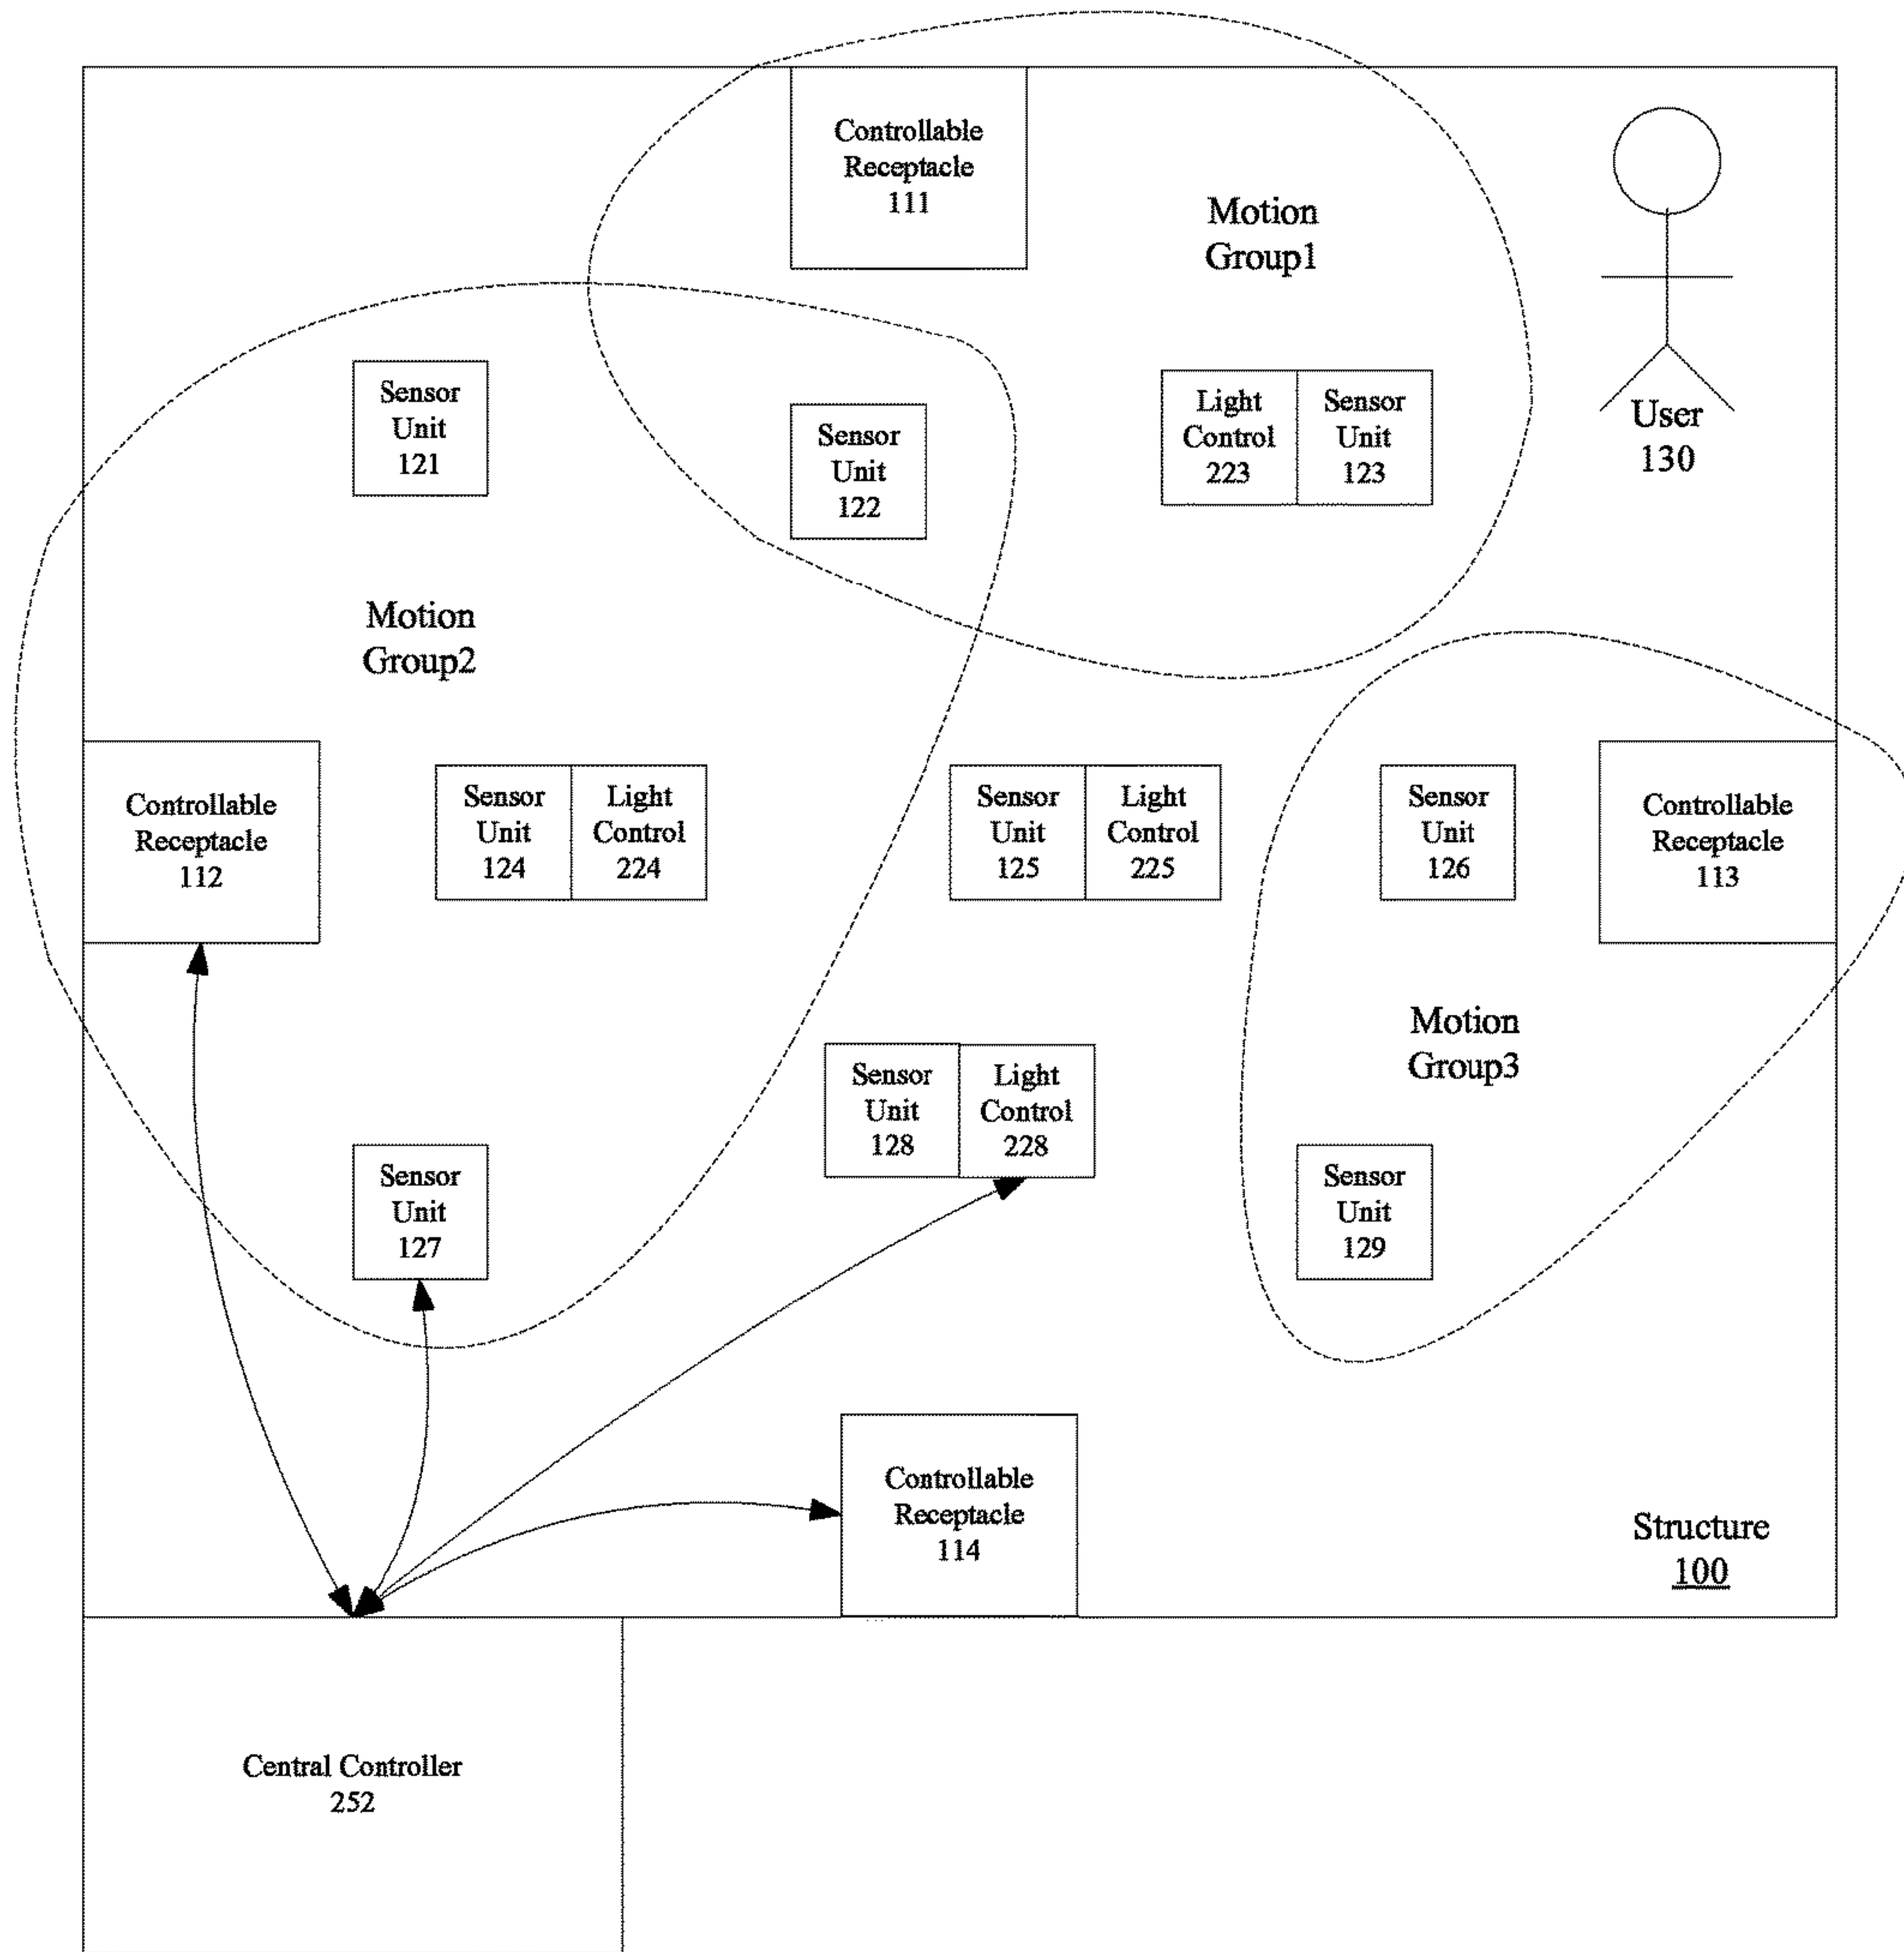 Controllable
Receptacle
111
Motion
Group1
User
130
Sensor
Unit
121
Sensor
Unit
122
Light
Control
223
Sensor
Unit
123
Motion
Group2
Controllable
Receptacle
112
Sensor
Unit
124
Light
Control
224
Sensor
Unit
125
Light
Control
225
Sensor
Unit
126
Controllable
Receptacle
113
Motion
Group3
Sensor
Unit
128
Light
Control
228
Sensor
Unit
127
Sensor
Unit
129
Controllable
Receptacle
114
Structure
100
Central Controller
252